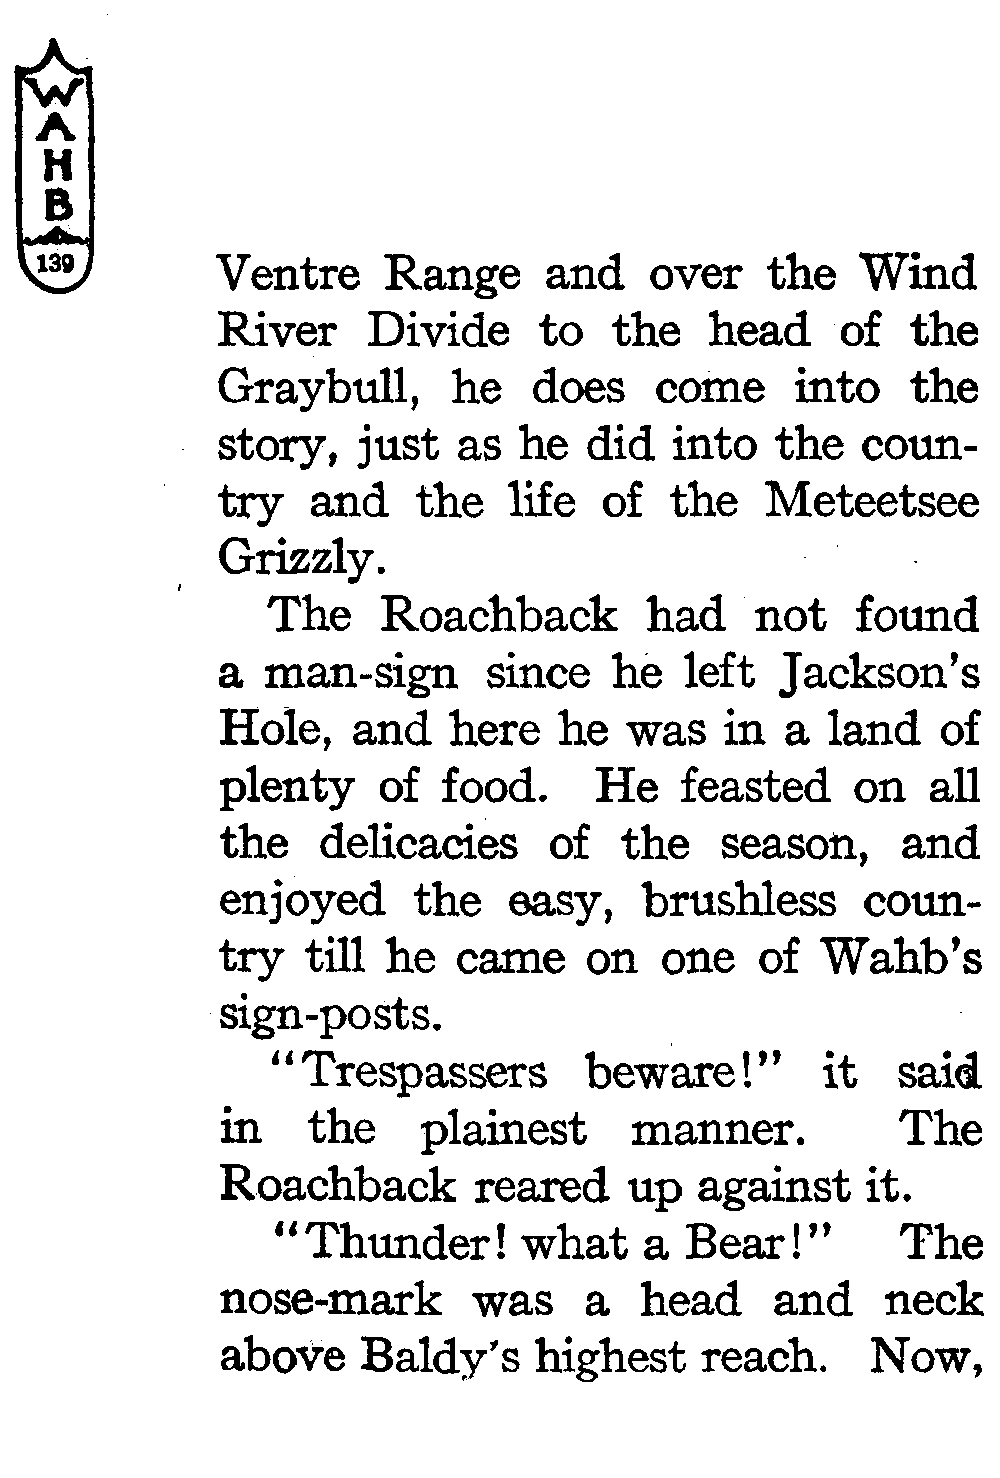 WAHB
139
Ventre Range and over the Wind
River Divide to the head of the
Graybull, he does come into the
story, just as he did into the coun-
try and the life of the Meteetsee
Grizzly.
The Roachback had not found
a man-sign since he left Jackson's
Hole, and here he was in a land of
plenty of food. He feasted on all
the delicacies of the season, and
enjoyed the easy, brushless coun-
try till he came on one of Wahb's
sign-posts.
"Trespassers beware!" it said
in the plainest manner. The
Roachback reared up against it.
"Thunder! what a Bear!" The
nose-mark was a head and neck
above Baldy's highest reach. Now,